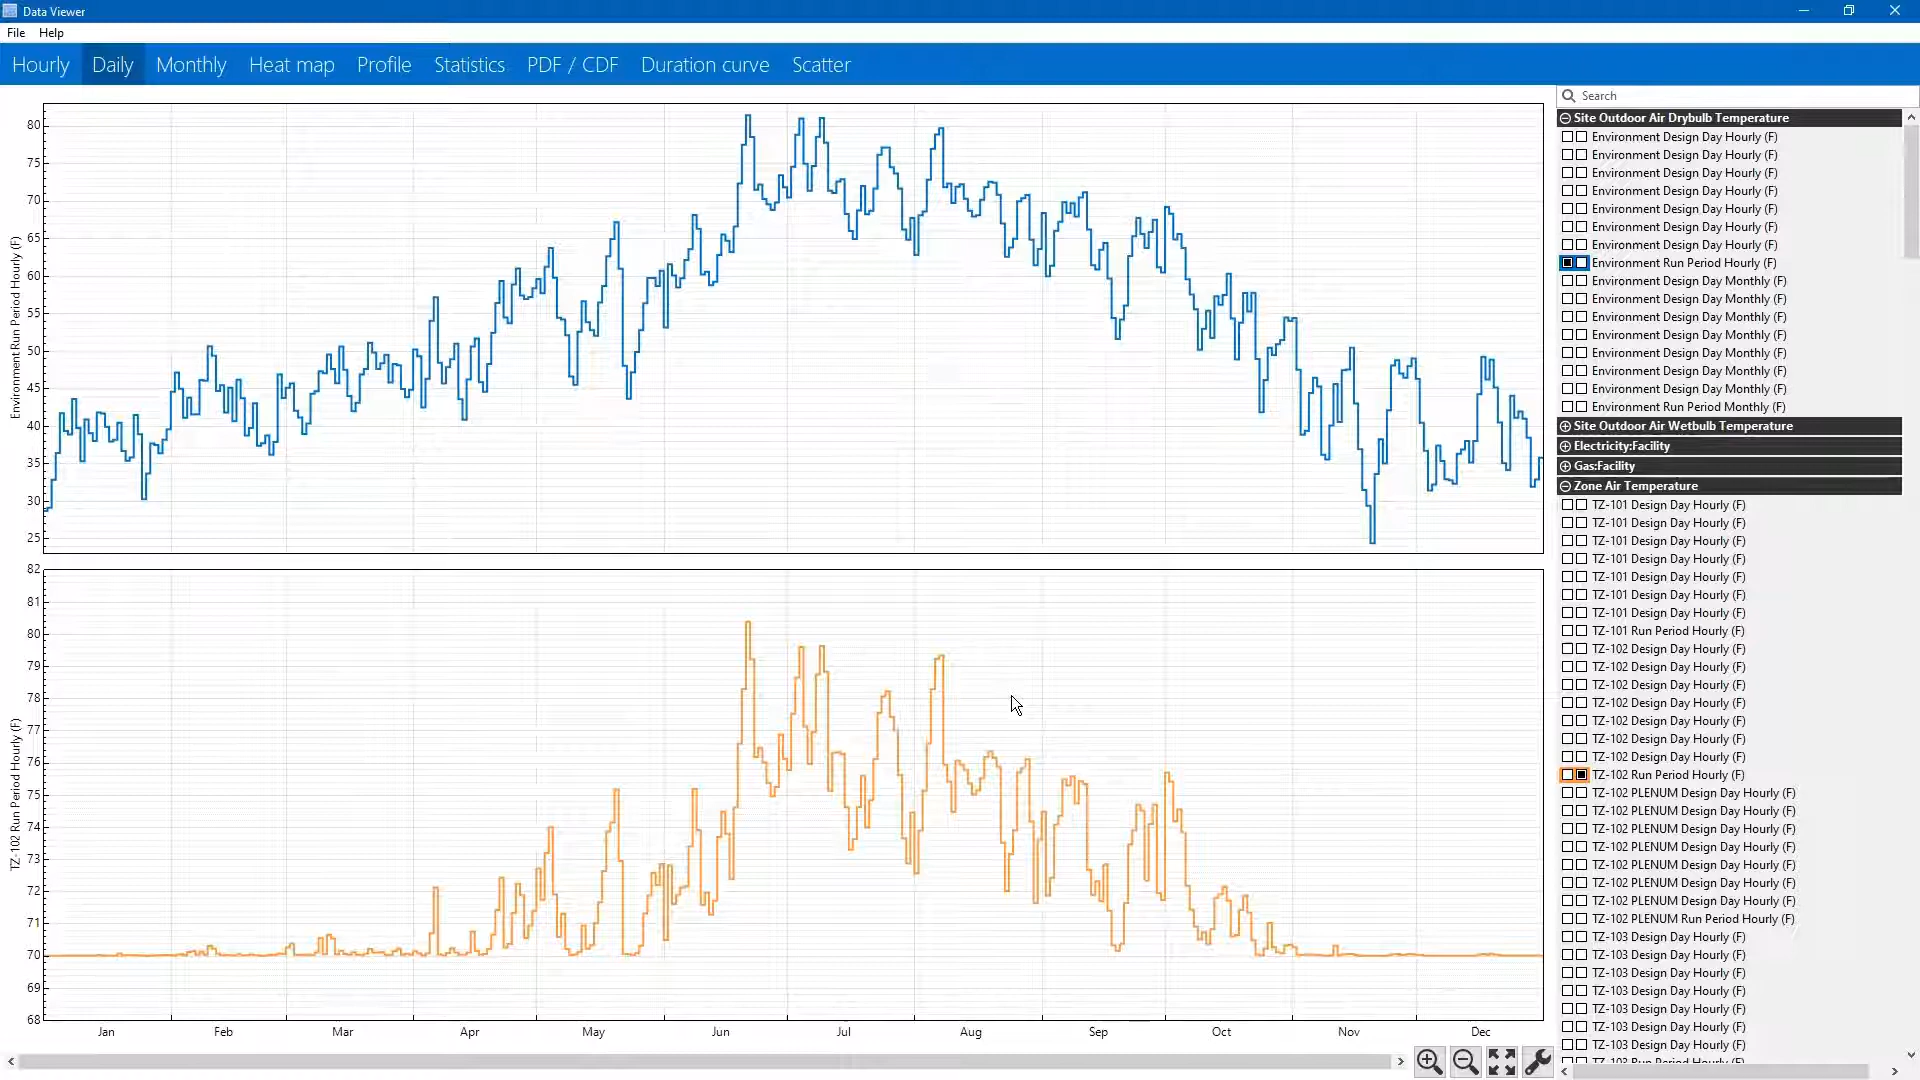 Data Viewer
File Help
Hourly Daily Monthly Heat map Profile Statistics PDF / CDF Duration curve Scatter
Environment Run Period Hourly (F)
80
75
70
65
60
55
50
45
40
35
30
25
TZ-102 Run Period Hourly (F)
82
81
80
79
78
77
76
75
74
73
72
71
70
69
68
Jan Feb Mar Apr May Jun Jul Aug Sep Oct Nov Dec
Search
Site Outdoor Air Drybulb Temperature
Environment Design Day Hourly (F)
Environment Design Day Hourly (F)
Environment Design Day Hourly (F)
Environment Design Day Hourly (F)
Environment Design Day Hourly (F)
Environment Design Day Hourly (F)
Environment Design Day Hourly (F)
Environment Run Period Hourly (F)
Environment Design Day Monthly (F)
Environment Design Day Monthly (F)
Environment Design Day Monthly (F)
Environment Design Day Monthly (F)
Environment Design Day Monthly (F)
Environment Design Day Monthly (F)
Environment Design Day Monthly (F)
Environment Run Period Monthly (F)
Site Outdoor Air Wetbulb Temperature
Electricity:Facility
Gas:Facility
Zone Air Temperature
TZ-101 Design Day Hourly (F)
TZ-101 Design Day Hourly (F)
TZ-101 Design Day Hourly (F)
TZ-101 Design Day Hourly (F)
TZ-101 Design Day Hourly (F)
TZ-101 Design Day Hourly (F)
TZ-101 Design Day Hourly (F)
TZ-101 Run Period Hourly (F)
TZ-102 Design Day Hourly (F)
TZ-102 Design Day Hourly (F)
TZ-102 Design Day Hourly (F)
TZ-102 Design Day Hourly (F)
TZ-102 Design Day Hourly (F)
TZ-102 Design Day Hourly (F)
TZ-102 Design Day Hourly (F)
TZ-102 Run Period Hourly (F)
TZ-102 PLENUM Design Day Hourly (F)
TZ-102 PLENUM Design Day Hourly (F)
TZ-102 PLENUM Design Day Hourly (F)
TZ-102 PLENUM Design Day Hourly (F)
TZ-102 PLENUM Design Day Hourly (F)
TZ-102 PLENUM Design Day Hourly (F)
TZ-102 PLENUM Design Day Hourly (F)
TZ-102 PLENUM Run Period Hourly (F)
TZ-103 Design Day Hourly (F)
TZ-103 Design Day Hourly (F)
TZ-103 Design Day Hourly (F)
TZ-103 Design Day Hourly (F)
TZ-103 Design Day Hourly (F)
TZ-103 Design Day Hourly (F)
TZ-103 Design Day Hourly (F)
TZ-103 Run Period Hourly (F)